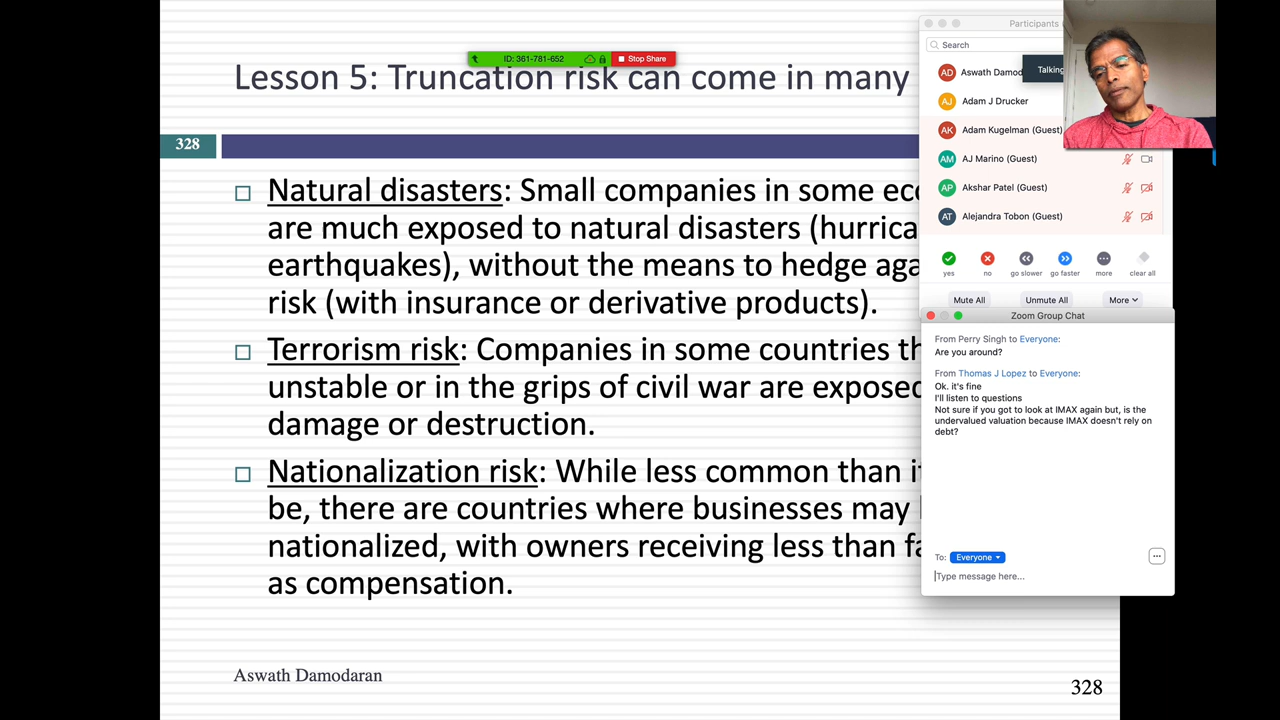 ID: 361-781-652
Stop Share
Lesson 5: Truncation risk can come in many
328
Natural disasters: Small companies in some
are much exposed to natural disasters
earthquakes), without the means to hedge
risk (with insurance or derivative products).
Terrorism risk: Companies in some countries
unstable or in the grips of civil war are exposed
damage or destruction.
Nationalization risk: While less common than
be, there are countries where businesses may
nationalized, with owners receiving less than
as compensation.
Aswath Damodaran
328
Participants
Search
AD Aswath Damod
Talking
AJ Adam J Drucker
AK Adam Kugelman (Guest)
AM AJ Marino (Guest)
AP Akshar Patel (Guest)
AT Alejandra Tobon (Guest)
yes no go slower go faster more clear all
Mute All Unmute All More
Zoom Group Chat
From Perry Singh to Everyone:
Are you around?
From Thomas J Lopez to Everyone:
Ok. it's fine
I'll listen to questions
Not sure if you got to look at IMAX again but, is the
undervalued valuation because IMAX doesn't rely on
debt?
To: Everyone
Type message here...